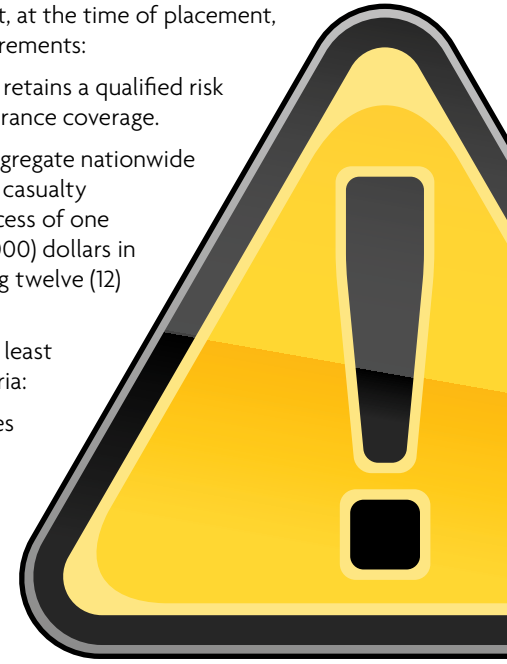 t, at the time of placement,
rements:
retains a qualified risk
rance coverage.
gregate nationwide
casualty
cess of one
000) dollars in
g twelve (12)
least
ria:
es